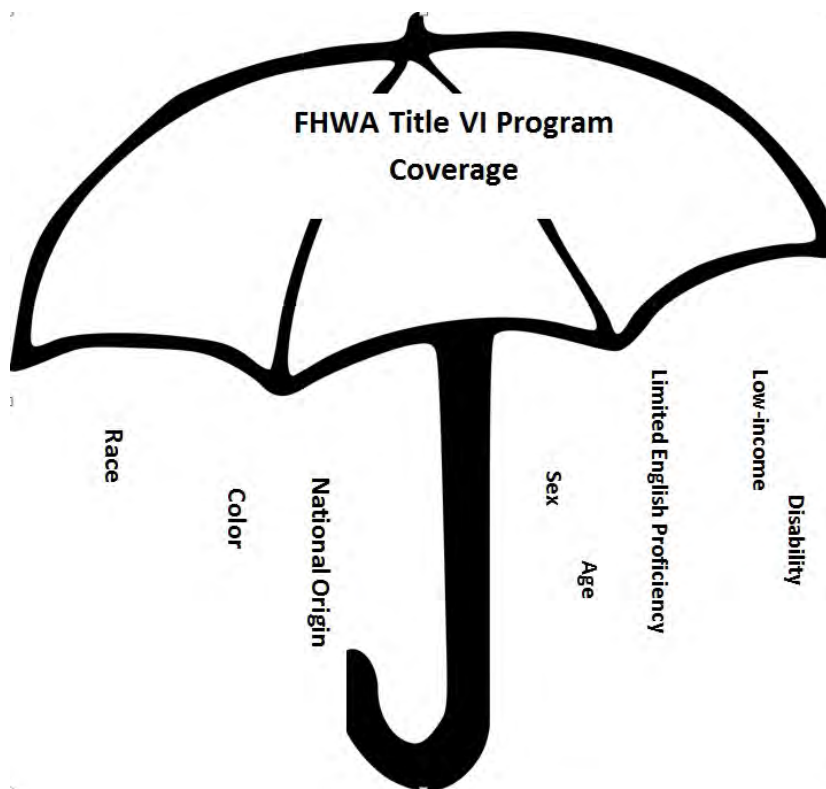 FHWA Title VI Program
Coverage
Race
Color
National Origin
Sex
Age
Limited English Proficiency
Low-income
Disability